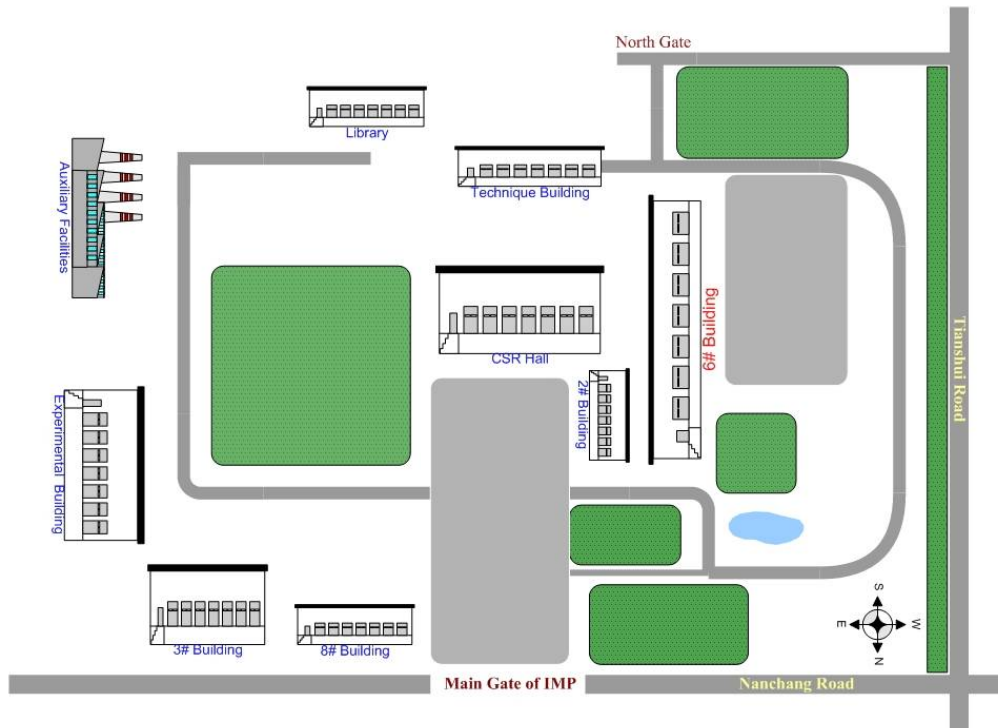 North Gate
Library
Technique Building
Auxiliary Facilities
6# Building
CSR Hall
Tianshui Road
2# Building
Experimental Building
S
E
W
N
3# Building
8# Building
Main Gate of IMP
Nanchang Road